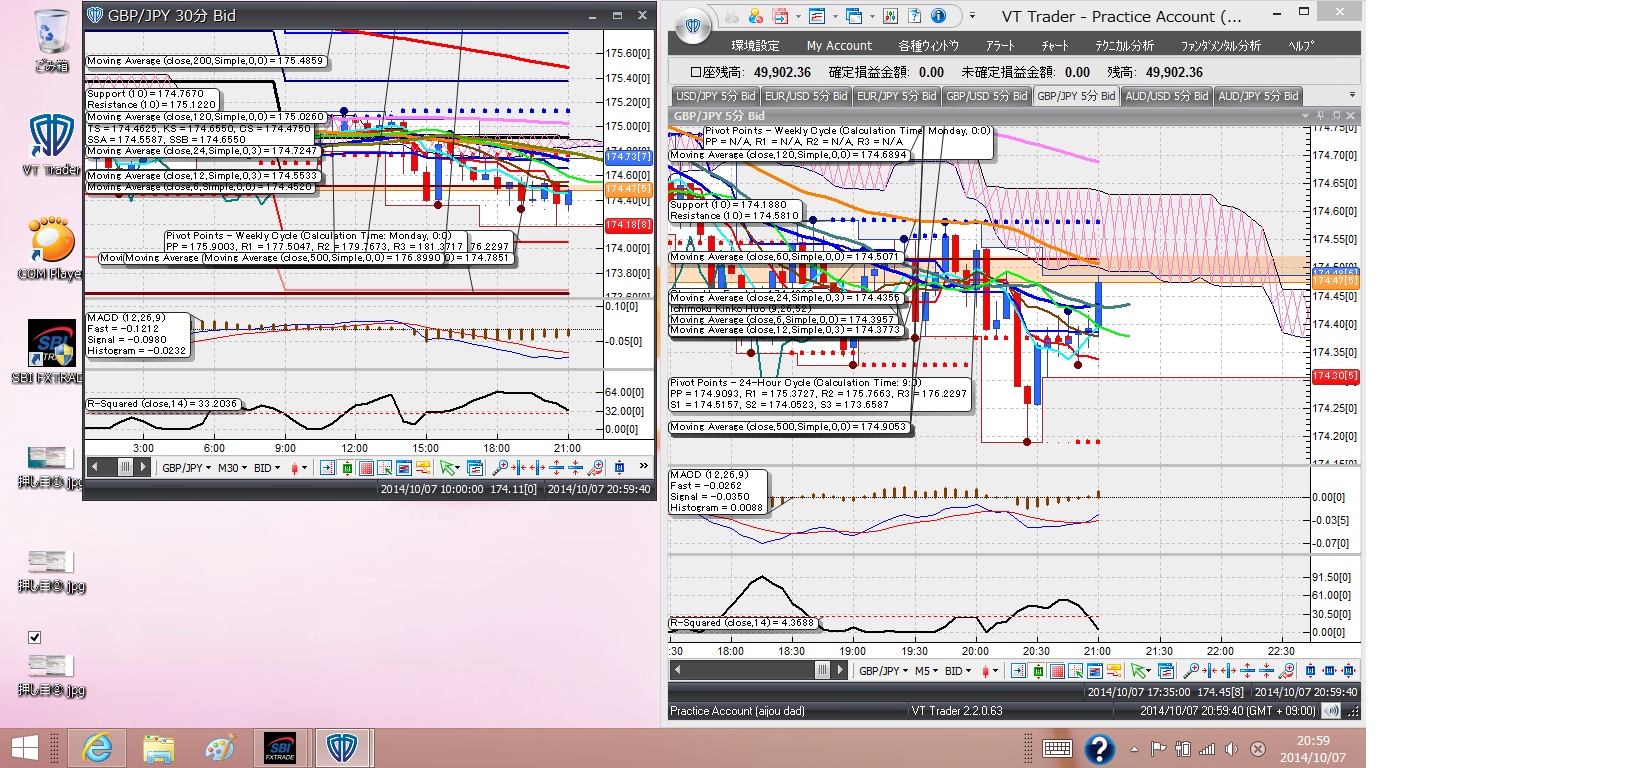 ごみ箱
VT Trader
COM Player
SBI FXTRAD
GBP/JPY 30分 Bid
Moving Average (close,200,Simple,0,0) = 175.4859
Support (10) = 174.7670
Resistance (10) = 175.1220
Moving Average (close,120,Simple,0,0) = 175.0260
TS = 174.4625, KS = 174.6550, CS = 174.4750
SSA = 174.5587, SSB = 174.6550
Moving Average (close,24,Simple,0,3) = 174.7247
Moving Average (close,12,Simple,0,3) = 174.5533
Moving Average (close,6,Simple,0,0) = 174.4520
Pivot Points - Weekly Cycle (Calculation Time: Monday, 0:0)
PP = 175.9003, R1 = 177.5047, R2 = 179.7673, R3 = 181.3717
76.2297
Moving Average (close,500,Simple,0,0) = 176.8990
= 174.7851
175.60[0]
175.40[0]
175.20[0]
175.00[0]
174.73[7]
174.60[0]
174.47[5]
174.40[0]
174.18[8]
174.00[0]
173.80[0]
MACD (12,26,9)
Fast = -0.1212
Signal = -0.0980
Histogram = -0.0232
0.10[0]
-0.05[0]
R-Squared (close,14) = 33.2036
64.00[0]
32.00[0]
0.00[0]
3:00 6:00 9:00 12:00 15:00 18:00 21:00
GBP/JPY M30 BID
2014/10/07 10:00:00 174.11[0] 2014/10/07 20:59:40
VT Trader - Practice Account (...
環境設定 My Account 各種ウィンドウ アラート チャート テクニカル分析 ファンダメンタル分析 ヘルプ
口座残高: 49,902.36 確定損益金額: 0.00 未確定損益金額: 0.00 残高: 49,902.36
USD/JPY 5分 Bid EUR/USD 5分 Bid EUR/JPY 5分 Bid GBP/USD 5分 Bid GBP/JPY 5分 Bid AUD/USD 5分 Bid AUD/JPY 5分 Bid
GBP/JPY 5分 Bid
Pivot Points - Weekly Cycle (Calculation Time: Monday, 0:0)
PP = N/A, R1 = N/A, R2 = N/A, R3 = N/A
Moving Average (close,120,Simple,0,0) = 174.6894
Support (10) = 174.1880
Resistance (10) = 174.5810
Moving Average (close,60,Simple,0,0) = 174.5071
Moving Average (close,24,Simple,0,3) = 174.4356
Ichimoku Kinko Hyo (9,26,52)
Moving Average (close,6,Simple,0,0) = 174.3957
Moving Average (close,12,Simple,0,3) = 174.3773
Pivot Points - 24-Hour Cycle (Calculation Time: 9:0)
PP = 174.9093, R1 = 175.3727, R2 = 175.7663, R3 = 176.2297
S1 = 174.5157, S2 = 174.0523, S3 = 173.6587
Moving Average (close,500,Simple,0,0) = 174.9053
174.75[0]
174.70[0]
174.65[0]
174.60[0]
174.55[0]
174.47[5]
174.45[0]
174.40[0]
174.35[0]
174.30[5]
174.25[0]
174.20[0]
MACD (12,26,9)
Fast = -0.0262
Signal = -0.0350
Histogram = 0.0088
0.00[0]
-0.03[5]
-0.07[0]
R-Squared (close,14) = 4.3688
91.50[0]
61.00[0]
30.50[0]
0.00[0]
:30 18:00 18:30 19:00 19:30 20:00 20:30 21:00 21:30 22:00 22:30
GBP/JPY M5 BID
2014/10/07 17:35:00 174.45[8] 2014/10/07 20:59:40
Practice Account (aijou dad) VT Trader 2.2.0.63 2014/10/07 20:59:40 (GMT + 09:00)
押し目①.jpg
押し目②.jpg
押し目③.jpg
SBI
FXTRADE
20:59
2014/10/07